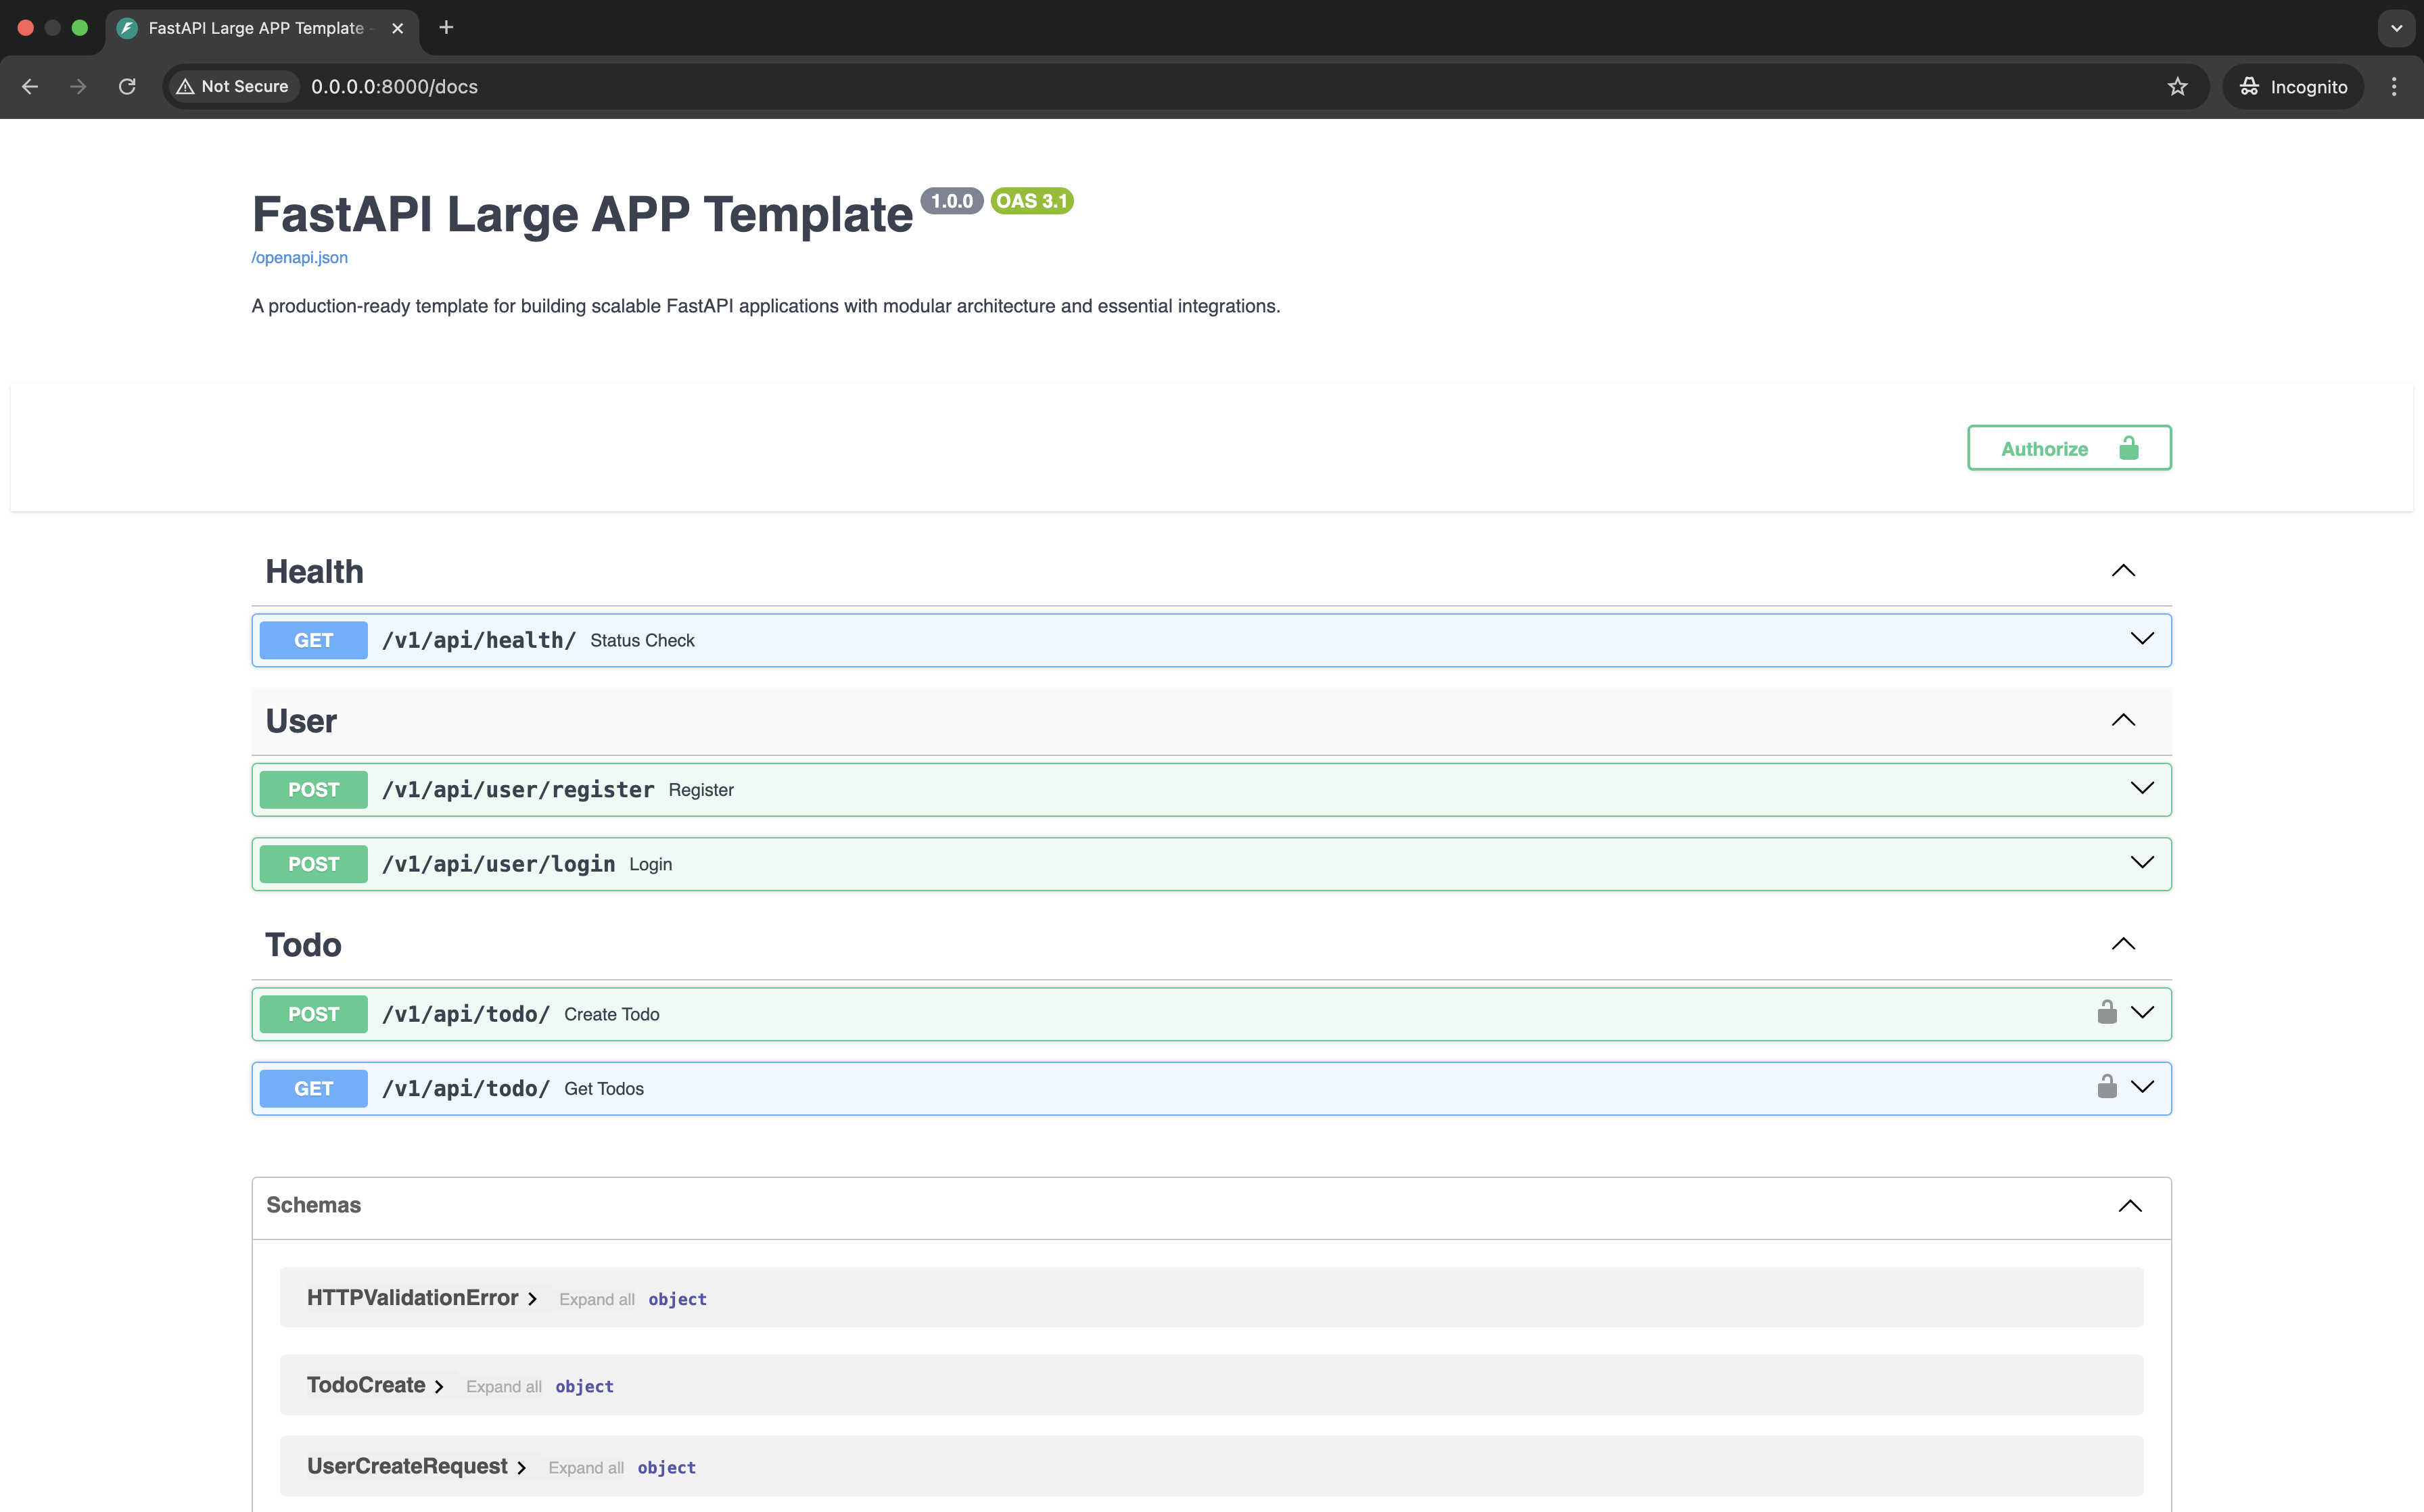 FastAPI Large APP Template -
Not Secure 0.0.0.0:8000/docs Incognito
FastAPI Large APP Template 1.0.0 OAS 3.1
/openapi.json
A production-ready template for building scalable FastAPI applications with modular architecture and essential integrations.
Authorize
Health
GET /v1/api/health/ Status Check
User
POST /v1/api/user/register Register
POST /v1/api/user/login Login
Todo
POST /v1/api/todo/ Create Todo
GET /v1/api/todo/ Get Todos
Schemas
HTTPValidationError Expand all object
TodoCreate Expand all object
UserCreateRequest Expand all object